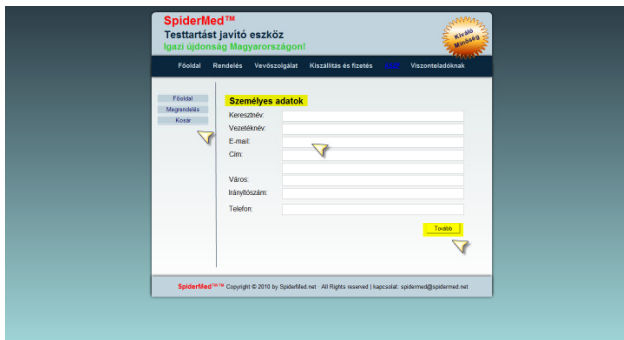 SpiderMed™
Testtartást javító eszköz
Igazi újdonság Magyarországon!
Kiváló
Minőség
Főoldal Rendelés Vevőszolgálat Kiszállítás és fizetés Viszonteladóknak
Főoldal
Megrendelés
Kosár
Személyes adatok
Keresztnév:
Vezetéknév:
E-mail:
Cím:
Város:
Irányítószám:
Telefon:
Tovább
SpiderMed™™ Copyright © 2010 by SpiderMed.net · All Rights reserved | kapcsolat: spidermed@spidermed.net